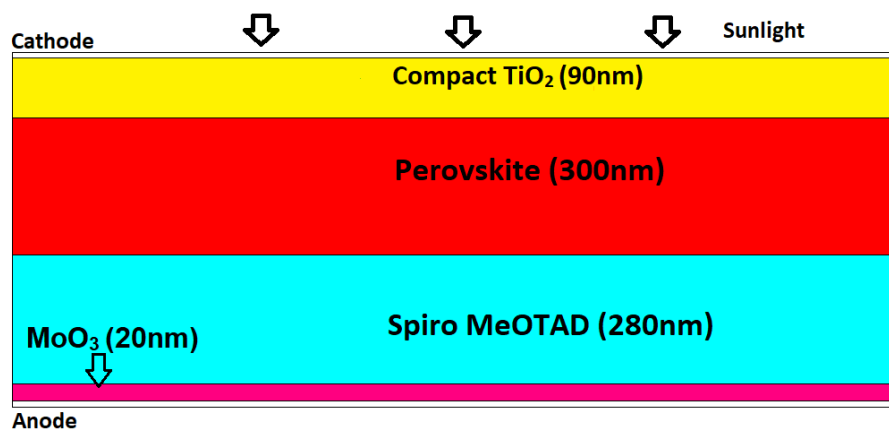 Sunlight
Cathode
Compact TiO₂ (90nm)
Perovskite (300nm)
Spiro MeOTAD (280nm)
MoO₃ (20nm)
Anode